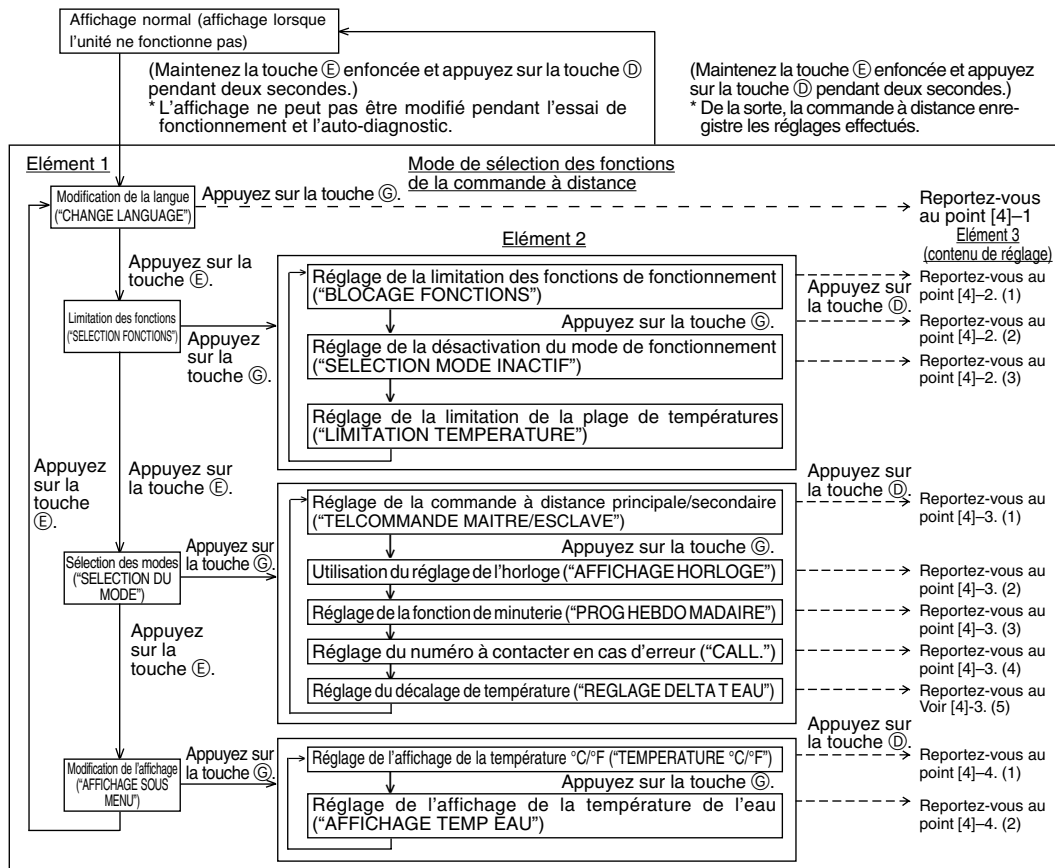 Affichage normal (affichage lorsque
l'unité ne fonctionne pas)
(Maintenez la touche Ⓔ enfoncée et appuyez sur la touche Ⓓ
pendant deux secondes.)
* L'affichage ne peut pas être modifié pendant l'essai de
fonctionnement et l'auto-diagnostic.
(Maintenez la touche Ⓔ enfoncée et appuyez
sur la touche Ⓓ pendant deux secondes.)
* De la sorte, la commande à distance enre-
gistre les réglages effectués.
Elément 1
Mode de sélection des fonctions
de la commande à distance
Modification de la langue
("CHANGE LANGUAGE")
Appuyez sur la touche Ⓖ.
Reportez-vous
au point [4]–1
Elément 3
(contenu de réglage)
Elément 2
Appuyez sur la
touche Ⓔ.
Limitation des fonctions
("SELECTION FONCTIONS")
Appuyez
sur la
touche Ⓖ.
Réglage de la limitation des fonctions de fonctionnement
("BLOCAGE FONCTIONS")
Appuyez sur
la touche Ⓓ.
Reportez-vous au
point [4]–2. (1)
Appuyez sur la touche Ⓖ.
Reportez-vous au
point [4]–2. (2)
Réglage de la désactivation du mode de fonctionnement
("SELECTION MODE INACTIF")
Reportez-vous au
point [4]–2. (3)
Réglage de la limitation de la plage de températures
("LIMITATION TEMPERATURE")
Appuyez
sur la
touche
Ⓔ.
Appuyez sur
la touche Ⓔ.
Appuyez sur
la touche Ⓓ.
Réglage de la commande à distance principale/secondaire
("TELCOMMANDE MAITRE/ESCLAVE")
Reportez-vous au
point [4]–3. (1)
Appuyez sur la touche Ⓖ.
Sélection des modes
("SELECTION DU
MODE")
Appuyez sur
la touche Ⓖ.
Utilisation du réglage de l'horloge ("AFFICHAGE HORLOGE")
Reportez-vous au
point [4]–3. (2)
Réglage de la fonction de minuterie ("PROG HEBDO MADAIRE")
Reportez-vous au
point [4]–3. (3)
Réglage du numéro à contacter en cas d'erreur ("CALL.")
Reportez-vous au
point [4]–3. (4)
Réglage du décalage de température ("REGLAGE DELTA T EAU")
Reportez-vous au
Voir [4]-3. (5)
Appuyez
sur la
touche Ⓔ.
Appuyez sur
la touche Ⓓ.
Modification de l'affichage
("AFFICHAGE SOUS
MENU")
Appuyez sur
la touche Ⓖ.
Réglage de l'affichage de la température °C/°F ("TEMPERATURE °C/°F")
Reportez-vous au
point [4]–4. (1)
Appuyez sur la touche Ⓖ.
Réglage de l'affichage de la température de l'eau
("AFFICHAGE TEMP EAU")
Reportez-vous au
point [4]–4. (2)